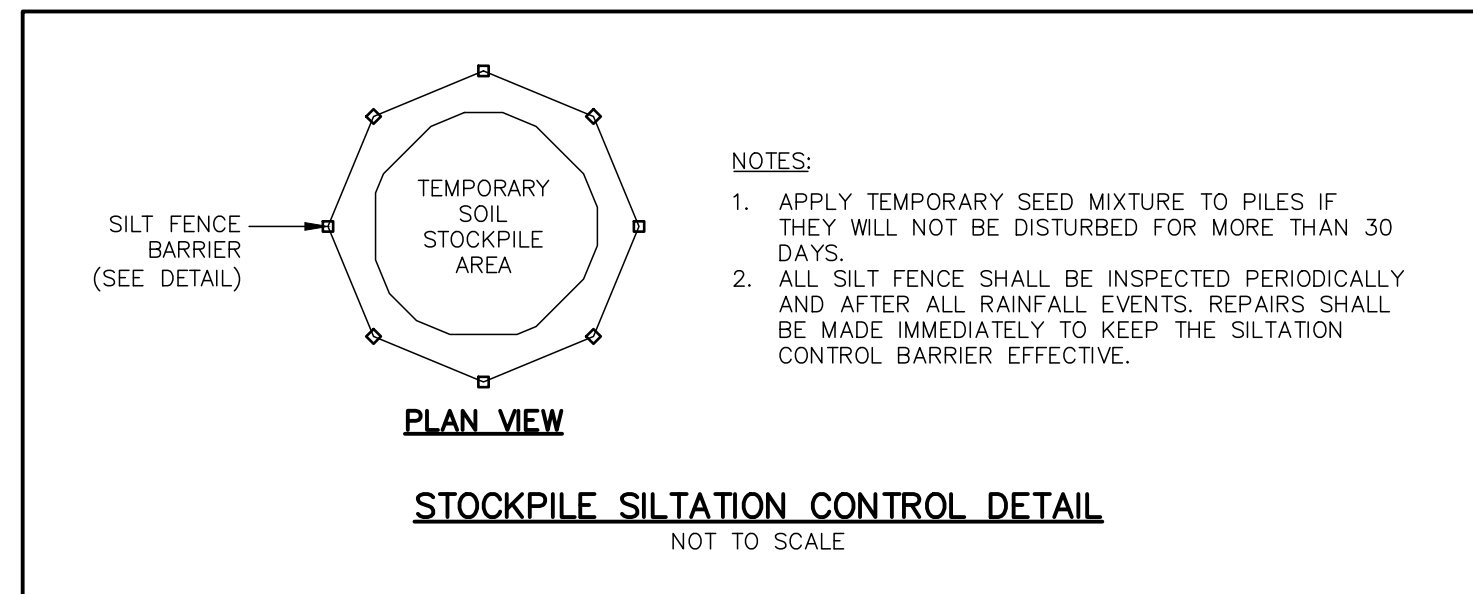 SILT FENCE
BARRIER
(SEE DETAIL)
TEMPORARY
SOIL
STOCKPILE
AREA
PLAN VIEW
NOTES:
1. APPLY TEMPORARY SEED MIXTURE TO PILES IF
THEY WILL NOT BE DISTURBED FOR MORE THAN 30
DAYS.
2. ALL SILT FENCE SHALL BE INSPECTED PERIODICALLY
AND AFTER ALL RAINFALL EVENTS. REPAIRS SHALL
BE MADE IMMEDIATELY TO KEEP THE SILTATION
CONTROL BARRIER EFFECTIVE.
STOCKPILE SILTATION CONTROL DETAIL
NOT TO SCALE